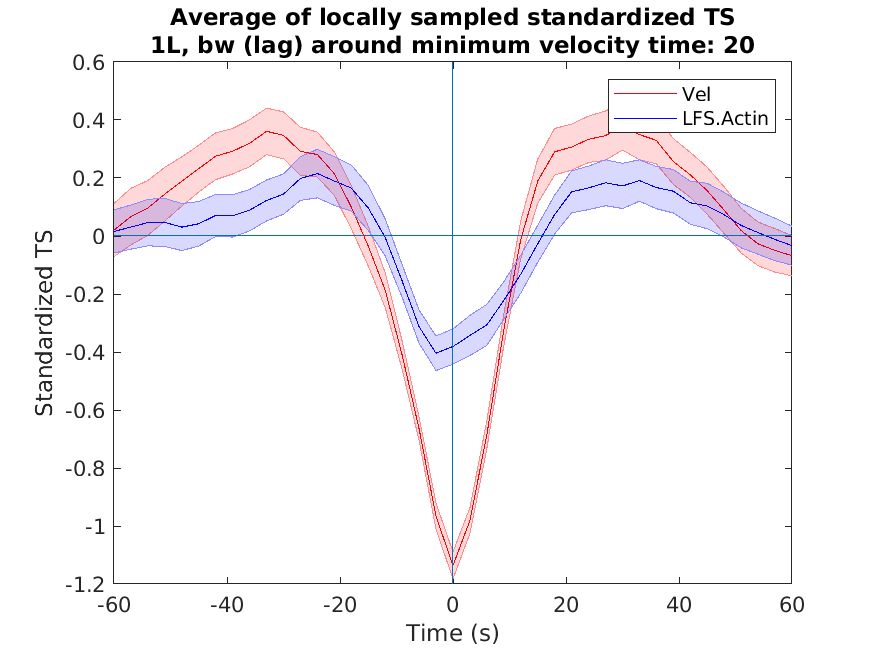 Average of locally sampled standardized TS
1L, bw (lag) around minimum velocity time: 20
0.6
0.4
0.2
0
-0.2
-0.4
-0.6
-0.8
-1
-1.2
Standardized TS
Vel
LFS.Actin
-60
-40
-20
0
20
40
60
Time (s)